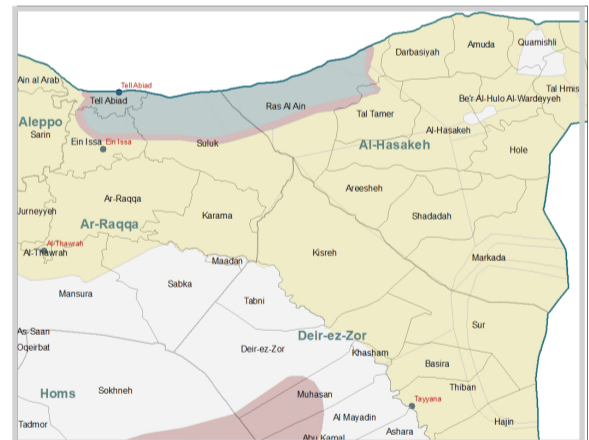 Quamishli
Amuda
Darbasiyah
Ain al Arab
Tell Abiad
Tell Abiad
Tal Hmis
Be'r Al-Hulo Al-Wardeyyeh
Ras Al Ain
Tal Tamer
Aleppo
Sarin
Al-Hasakeh
Ein Issa
Ein Issa
Suluk
Al-Hasakeh
Hole
Areesheh
Ar-Raqqa
Jurneyyeh
Karama
Shadadah
Ar-Raqqa
Al-Thawrah
Al-Thawrah
Kisreh
Markada
Maadan
Sabka
Mansura
Tabni
Sur
As Saan
Deir-ez-Zor
Oqeirbat
Deir-ez-Zor
Khasham
Basira
Thiban
Sokhneh
Homs
Muhasan
Tayyana
Al Mayadin
Tadmor
Hajin
Ashara
Abu Kamal